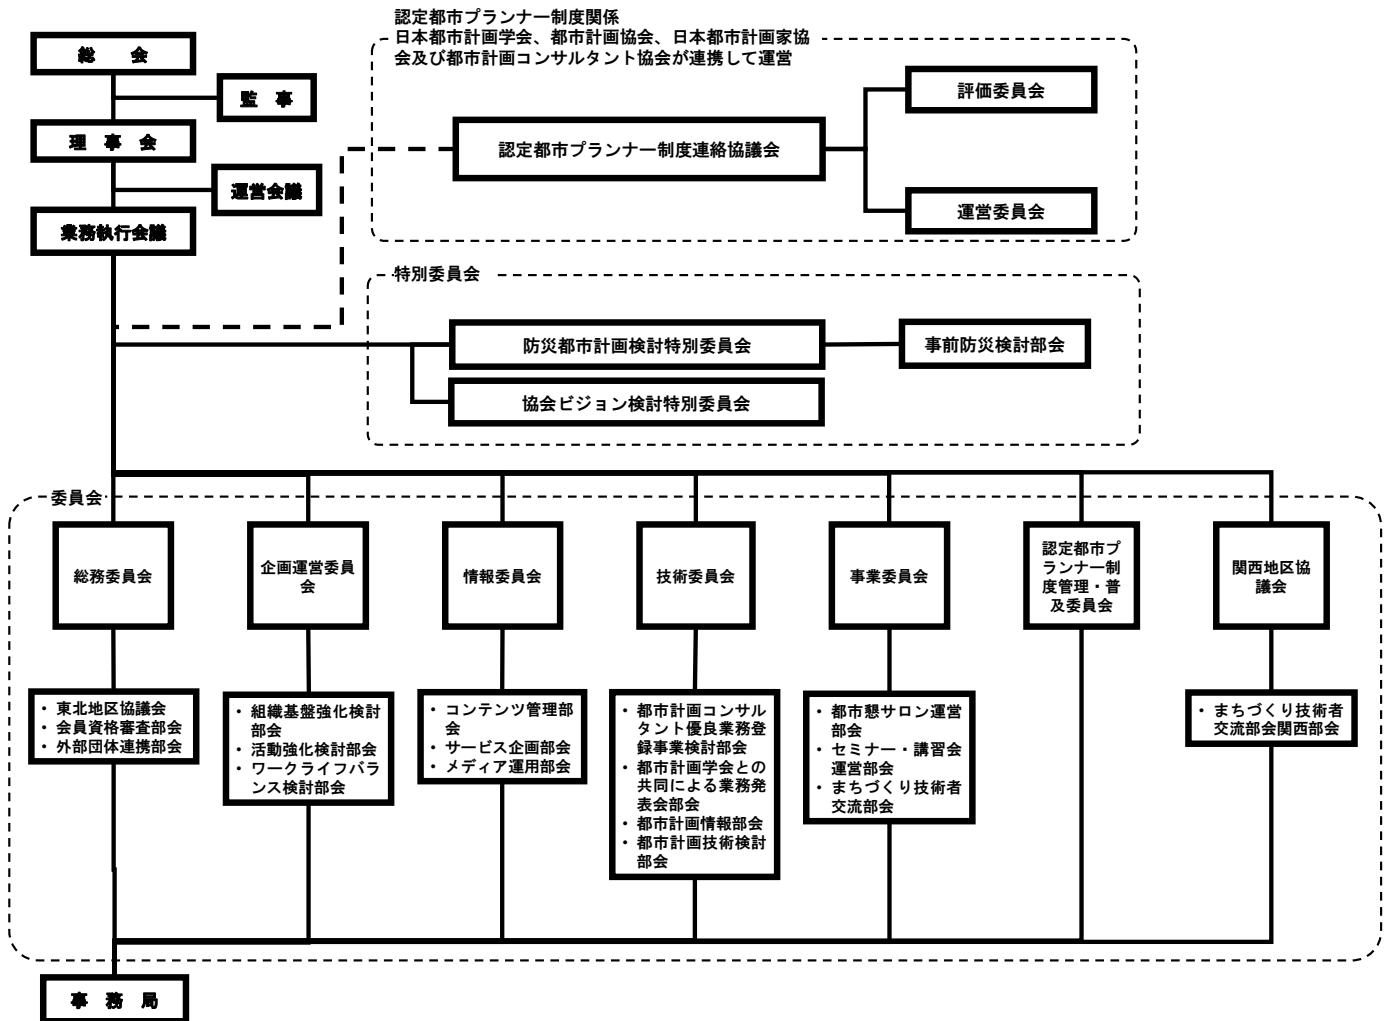 認定都市プランナー制度関係
日本都市計画学会、都市計画協会、日本都市計画家協
会及び都市計画コンサルタント協会が連携して運営
総 会
監 事
理 事 会
運営会議
業務執行会議
認定都市プランナー制度連絡協議会
評価委員会
運営委員会
特別委員会
防災都市計画検討特別委員会
事前防災検討部会
協会ビジョン検討特別委員会
委員会
総務委員会
企画運営委員
会
情報委員会
技術委員会
事業委員会
認定都市プ
ランナー制
度管理・普
及委員会
関西地区協
議会
・ 東北地区協議会
・ 会員資格審査部会
・ 外部団体連携部会
・ 組織基盤強化検討
部会
・ 活動強化検討部会
・ ワークライフバラ
ンス検討部会
・ コンテンツ管理部
会
・ サービス企画部会
・ メディア運用部会
・ 都市計画コンサル
タント優良業務登
録事業検討部会
・ 都市計画学会との
共同による業務発
表会部会
・ 都市計画情報部会
・ 都市計画技術検討
部会
・ 都市懇サロン運営
部会
・ セミナー・講習会
運営部会
・ まちづくり技術者
交流部会
・ まちづくり技術者
交流部会関西部会
事 務 局